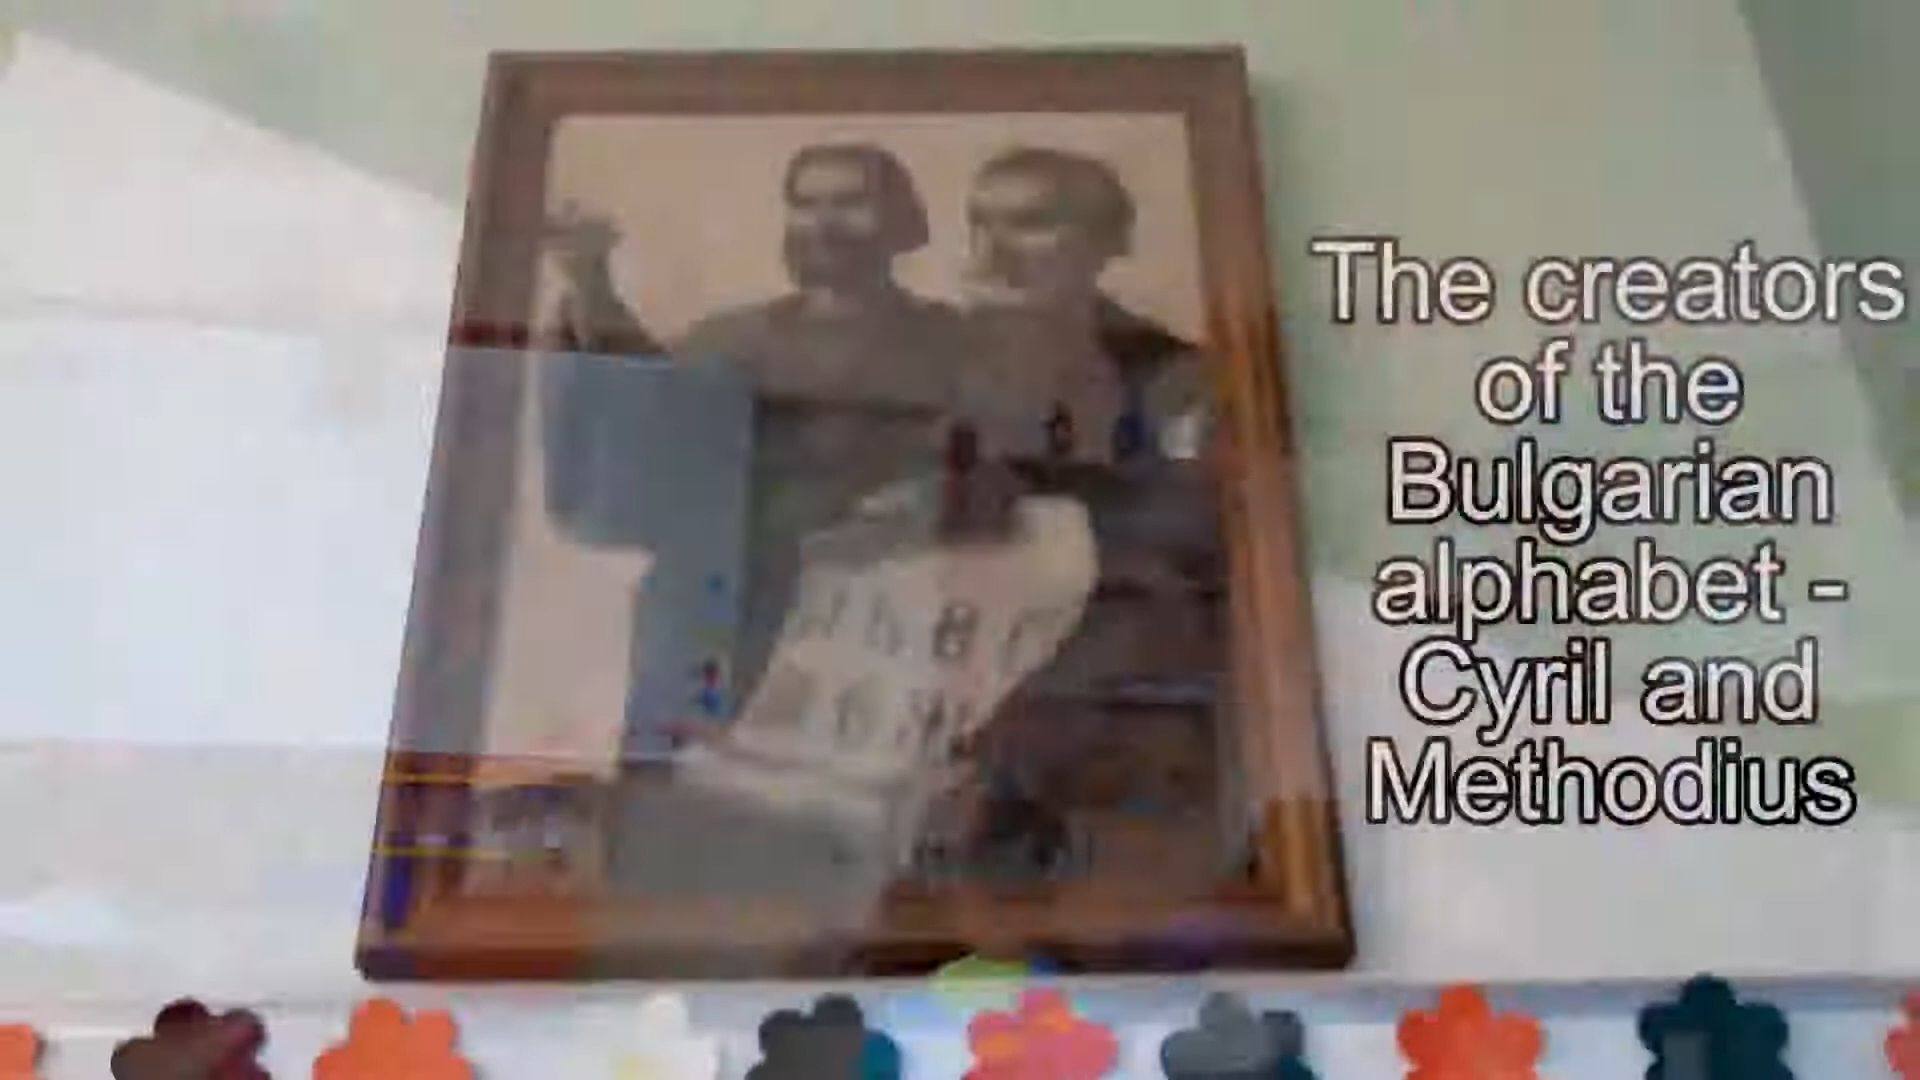 The creators
of the
Bulgarian
alphabet -
Cyril and
Methodius